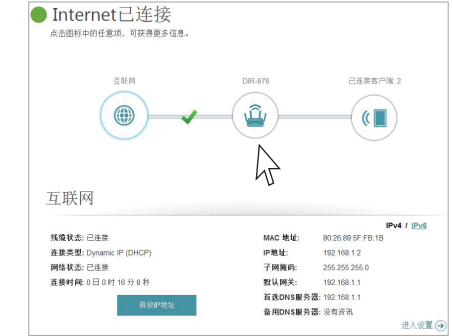 Internet已连接
点击图标中的任意项，可获得更多信息。
互联网
DIR-878
已连接客户端: 2
互联网
IPv4 / IPv6
线缆状态: 已连接
连接类型: Dynamic IP (DHCP)
网络状态: 已连接
连接时间: 0 日 0 时 16 分 8 秒
释放IP地址
MAC 地址: 80:26:89:5F:FB:1B
IP地址: 192.168.1.2
子网掩码: 255.255.255.0
默认网关: 192.168.1.1
首选DNS服务器: 192.168.1.1
备用DNS服务器: 没有资讯
进入设置